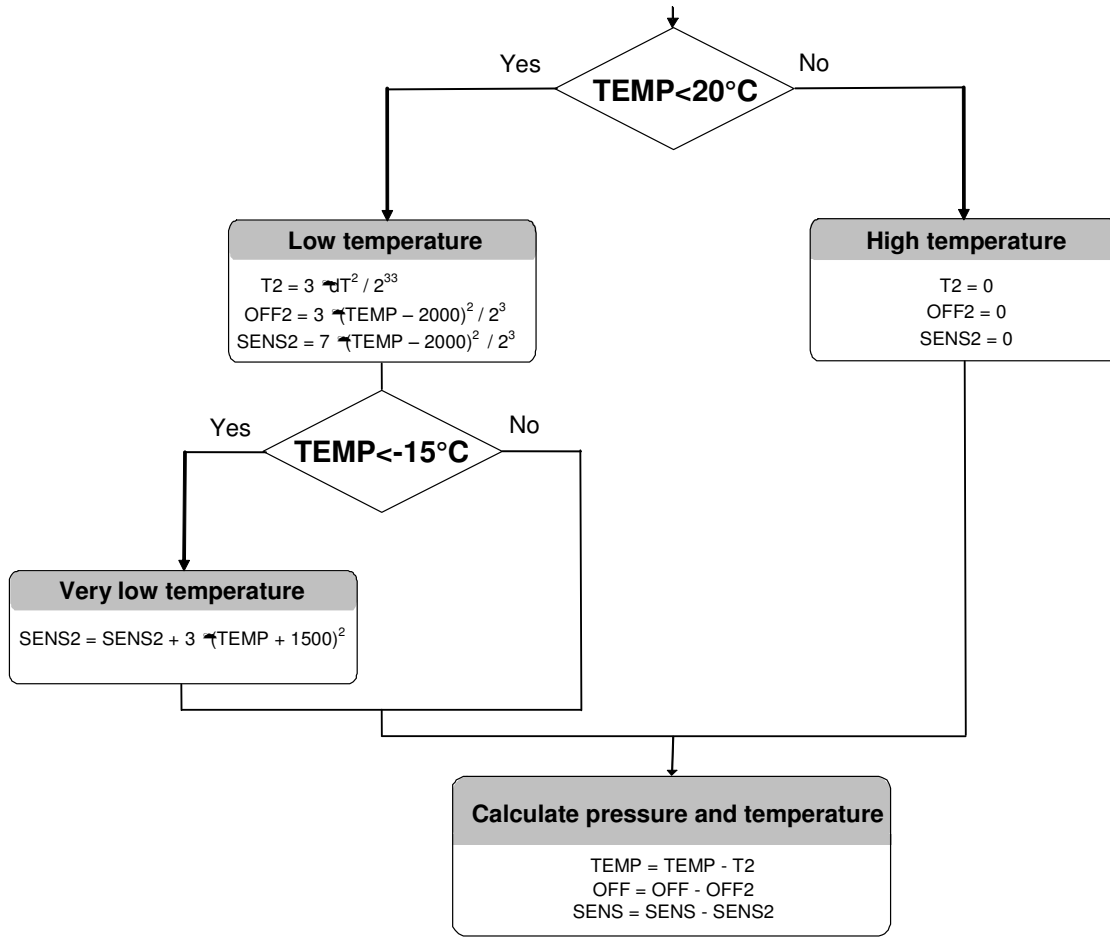 Yes
No
TEMP<20°C
Low temperature
T2 = 3 dT² / 2³³
OFF2 = 3 (TEMP – 2000)² / 2³
SENS2 = 7 (TEMP – 2000)² / 2³
High temperature
T2 = 0
OFF2 = 0
SENS2 = 0
Yes
No
TEMP<-15°C
Very low temperature
SENS2 = SENS2 + 3 (TEMP + 1500)²
Calculate pressure and temperature
TEMP = TEMP - T2
OFF = OFF - OFF2
SENS = SENS - SENS2